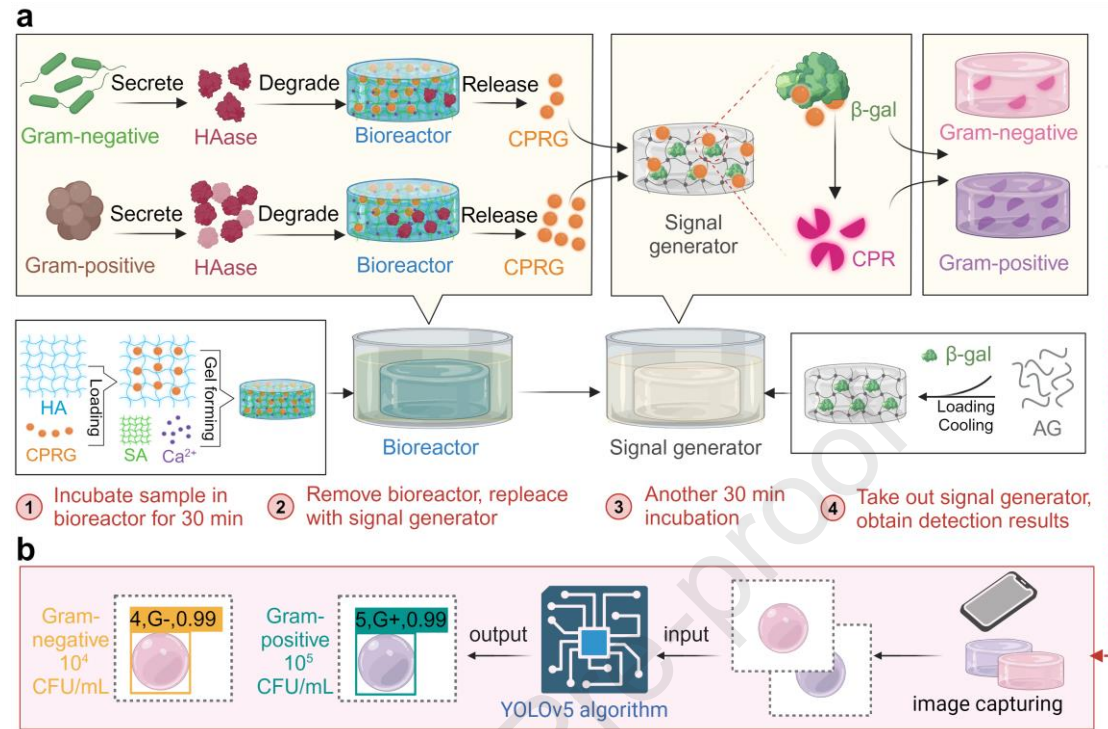 a
Secrete
Degrade
Release
Gram-negative
HAase
Bioreactor
CPRG
Secrete
Degrade
Release
Gram-positive
HAase
Bioreactor
CPRG
Signal
generator
β-gal
CPR
Gram-negative
Gram-positive
HA
CPRG
Loading
SA
Ca²⁺
Gel forming
Bioreactor
Signal generator
β-gal
Loading
Cooling
AG
1 Incubate sample in
bioreactor for 30 min
2 Remove bioreactor, repleace
with signal generator
3 Another 30 min
incubation
4 Take out signal generator,
obtain detection results
b
Gram-
negative
10⁴
CFU/mL
4,G-,0.99
Gram-
positive
10⁵
CFU/mL
5,G+,0.99
output
YOLOv5 algorithm
input
image capturing
Pre-proof